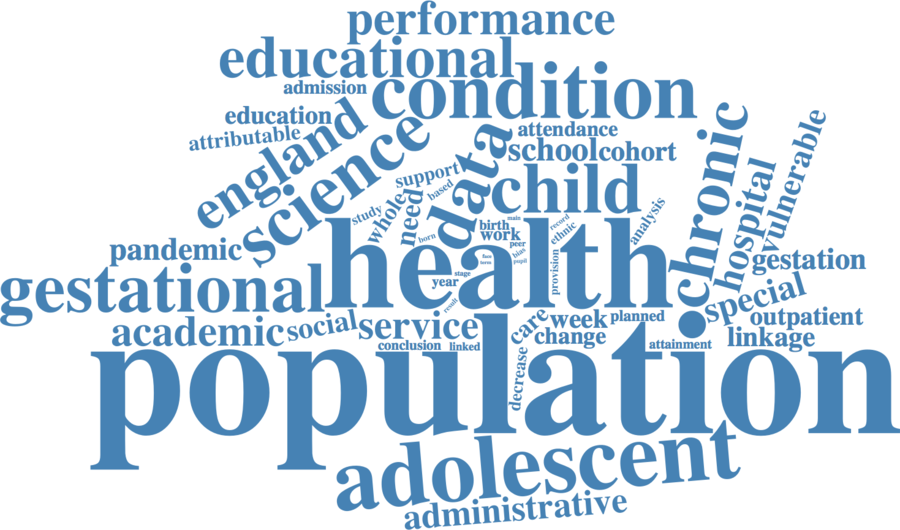 performance
educational
admission
condition
education
attributable
england
science
data
attendance
school
cohort
support
based
child
chronic
hospital
vulnerable
study
whole
need
born
birth
main
work
peer
bias
pupil
record
ethnic
analysis
provision
pandemic
health
gestation
gestational
face
term
stage
year
result
special
academic
social
service
conclusion
linked
care
week
change
planned
attainment
outpatient
linkage
decrease
population
adolescent
administrative